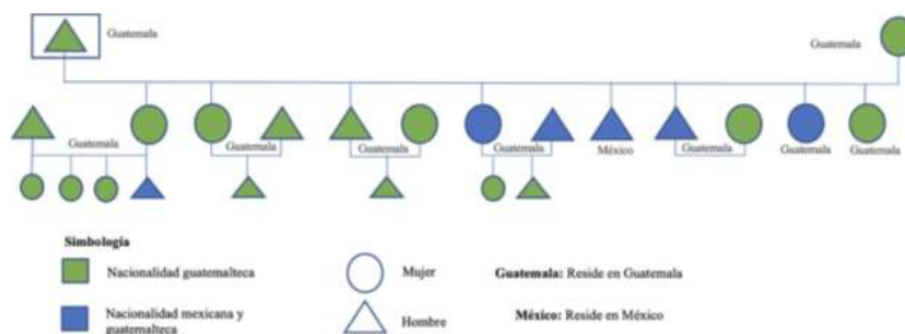 Guatemala
Guatemala
Guatemala
Guatemala
Guatemala
Guatemala
México
Guatemala
Guatemala
Guatemala
Simbología
Nacionalidad guatemalteca
Mujer
Guatemala: Reside en Guatemala
Nacionalidad mexicana y
guatemalteca
Hombre
México: Reside en México